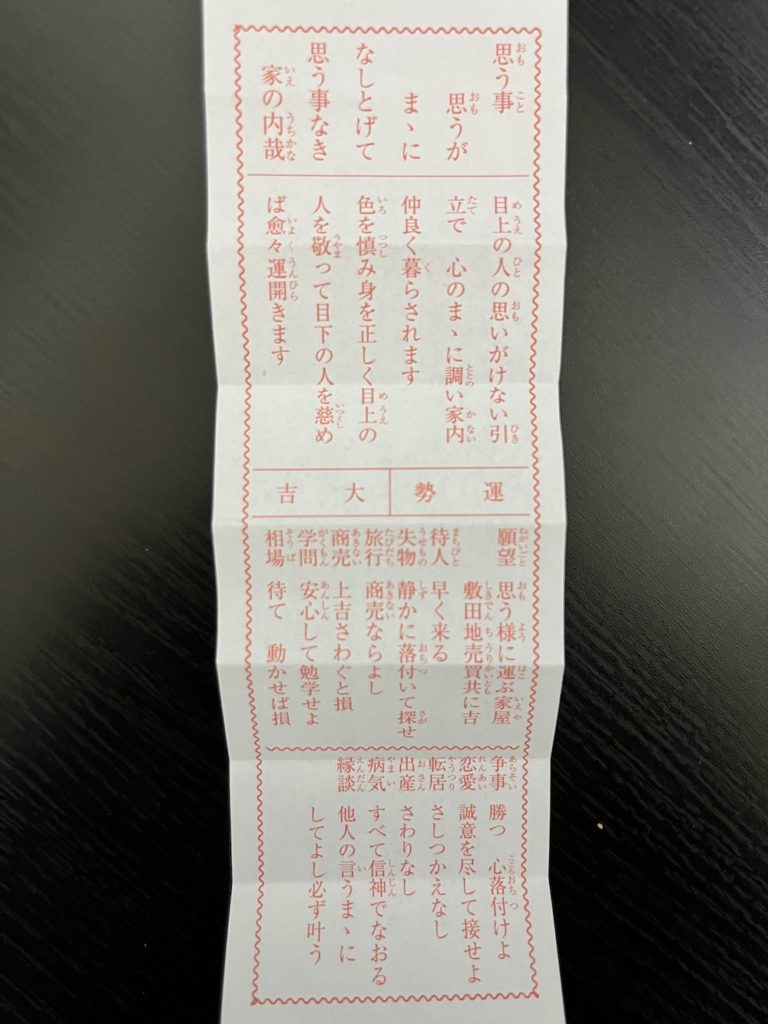 思う事
思うが
まゝに
なしとげて
思う事なき
家の内哉
目上の人の思いがけない引
立で 心のまゝに調い家内
仲良く暮らされます
色を慎み身を正しく目上の
人を敬って目下の人を慈め
ば愈々運開きます
運勢 大吉
願望 思う様に運ぶ家屋
敷田地売買共に吉
待人 早く来る
失物 静かに落付いて探せ
旅行 商売ならよし
商売 上吉さわぐと損
学問 安心して勉学せよ
相場 待て 動かせば損
争事 勝つ 心落付けよ
恋愛 誠意を尽して接せよ
転居 さしつかえなし
出産 さわりなし
病気 すべて信神でなおる
縁談 他人の言うまゝに
してよし必ず叶う